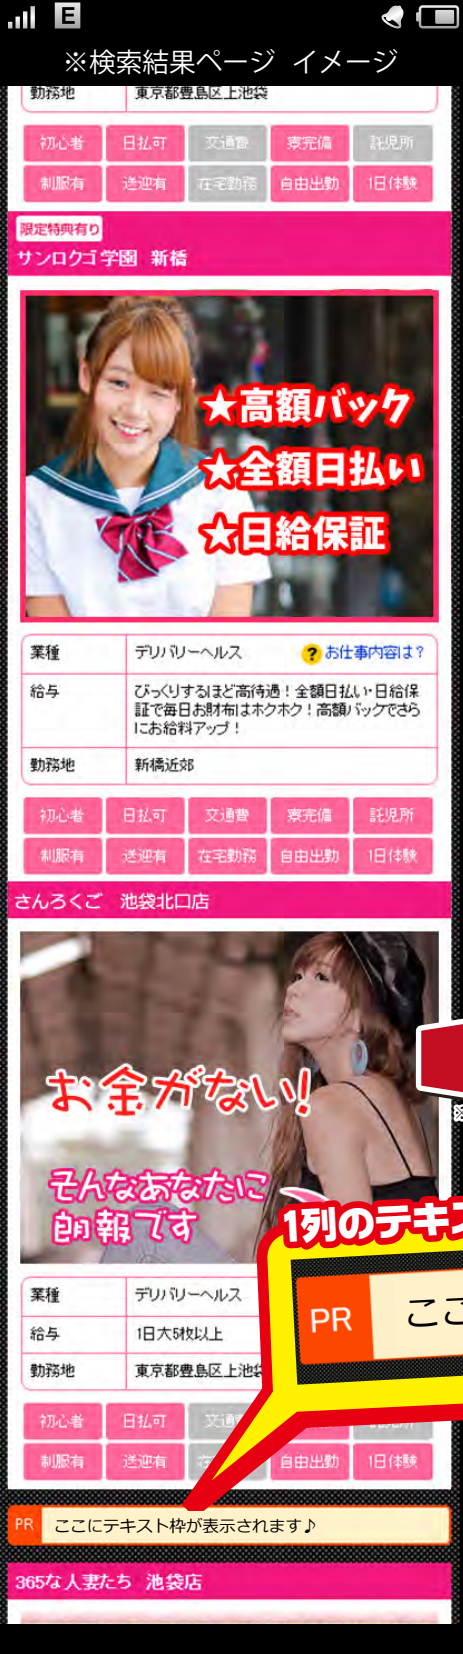 E
※検索結果ページ イメージ
勤務地 東京都豊島区上池袋
初心者 日払可 交通費 寮完備 託児所
制服有 送迎有 在宅勤務 自由出勤 1日体験
限定特典有り
サンロクゴ学園 新橋
★高額バック
★全額日払い
★日給保証
業種 デリバリーヘルス ? お仕事内容は？
給与 びっくりするほど高待遇！全額日払い・日給保
証で毎日お財布はホクホク！高額バックでさら
にお給料アップ！
勤務地 新橋近郊
初心者 日払可 交通費 寮完備 託児所
制服有 送迎有 在宅勤務 自由出勤 1日体験
さんろくご 池袋北口店
お金がない!
そんなあなたに
朗報です
1列のテキス
PR ここ
業種 デリバリーヘルス
給与 1日大5枚以上
勤務地 東京都豊島区上池袋
初心者 日払可
制服有 送迎有 自由出勤 1日体験
PR ここにテキスト枠が表示されます♪
365な人妻たち 池袋店